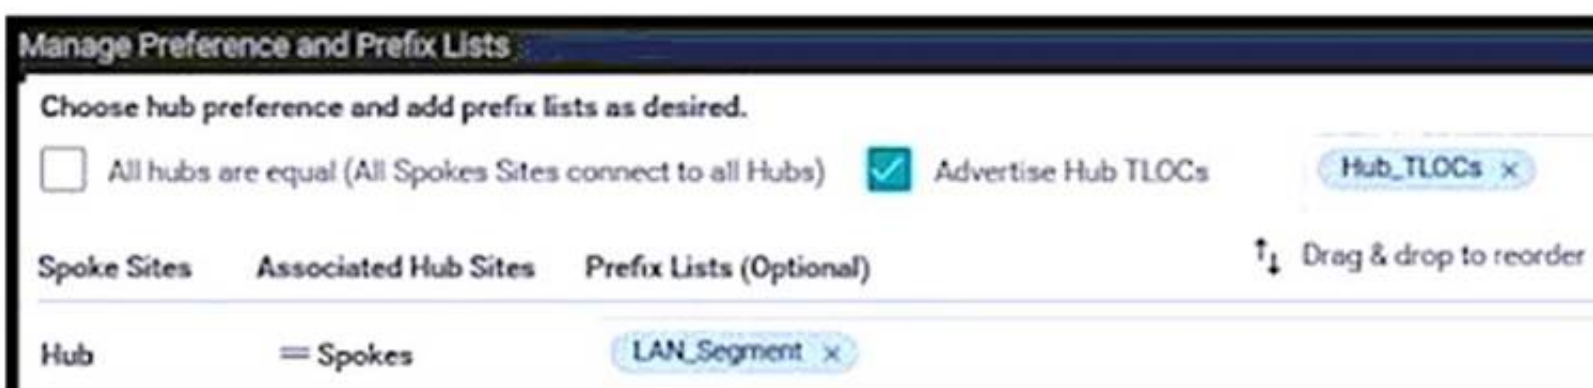 Manage Preference and Prefix Lists
Choose hub preference and add prefix lists as desired.
All hubs are equal (All Spokes Sites connect to all Hubs) Advertise Hub TLOCs Hub_TLOCs ×
Spoke Sites Associated Hub Sites Prefix Lists (Optional) Drag & drop to reorder
Hub Spokes LAN_Segment ×